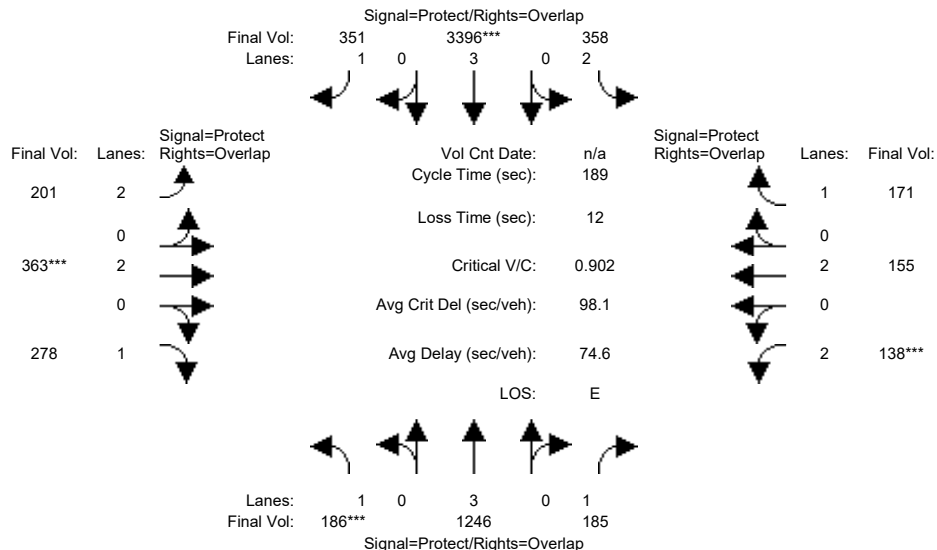 Signal=Protect/Rights=Overlap
Final Vol: 351 3396*** 358
Lanes: 1 0 3 0 2
Signal=Protect Signal=Protect
Final Vol: Lanes: Rights=Overlap Vol Cnt Date: n/a Rights=Overlap Lanes: Final Vol:
Cycle Time (sec): 189
201 2 1 171
Loss Time (sec): 12
0 0
363*** 2 Critical V/C: 0.902 2 155
0 Avg Crit Del (sec/veh): 98.1 0
278 1 Avg Delay (sec/veh): 74.6 2 138***
LOS: E
Lanes: 1 0 3 0 1
Final Vol: 186*** 1246 185
Signal=Protect/Rights=Overlap